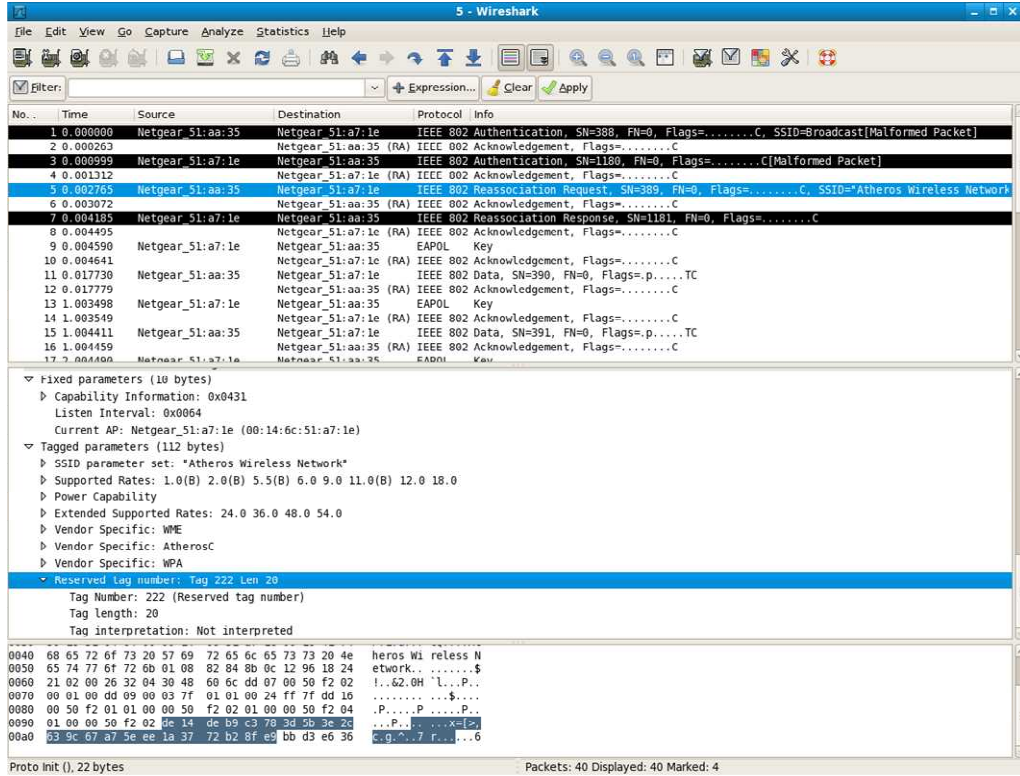 5 - Wireshark
File Edit View Go Capture Analyze Statistics Help
Filter: + Expression... Clear Apply
No. . Time Source Destination Protocol Info
1 0.000000 Netgear_51:aa:35 Netgear_51:a7:1e IEEE 802 Authentication, SN=388, FN=0, Flags=........C, SSID=Broadcast[Malformed Packet]
2 0.000263 Netgear_51:aa:35 (RA) IEEE 802 Acknowledgement, Flags=........C
3 0.000999 Netgear_51:a7:1e Netgear_51:aa:35 IEEE 802 Authentication, SN=1180, FN=0, Flags=........C[Malformed Packet]
4 0.001312 Netgear_51:a7:1e (RA) IEEE 802 Acknowledgement, Flags=........C
5 0.002765 Netgear_51:aa:35 Netgear_51:a7:1e IEEE 802 Reassociation Request, SN=389, FN=0, Flags=........C, SSID="Atheros Wireless Network
6 0.003072 Netgear_51:aa:35 (RA) IEEE 802 Acknowledgement, Flags=........C
7 0.004185 Netgear_51:a7:1e Netgear_51:aa:35 IEEE 802 Reassociation Response, SN=1181, FN=0, Flags=........C
8 0.004495 Netgear_51:a7:1e (RA) IEEE 802 Acknowledgement, Flags=........C
9 0.004590 Netgear_51:a7:1e Netgear_51:aa:35 EAPOL Key
10 0.004641 Netgear_51:a7:1e (RA) IEEE 802 Acknowledgement, Flags=........C
11 0.017730 Netgear_51:aa:35 Netgear_51:a7:1e IEEE 802 Data, SN=390, FN=0, Flags=.p.....TC
12 0.017779 Netgear_51:aa:35 (RA) IEEE 802 Acknowledgement, Flags=........C
13 1.003498 Netgear_51:a7:1e Netgear_51:aa:35 EAPOL Key
14 1.003549 Netgear_51:a7:1e (RA) IEEE 802 Acknowledgement, Flags=........C
15 1.004411 Netgear_51:aa:35 Netgear_51:a7:1e IEEE 802 Data, SN=391, FN=0, Flags=.p.....TC
16 1.004459 Netgear_51:aa:35 (RA) IEEE 802 Acknowledgement, Flags=........C
17 2.004490 Netgear_51:a7:1e Netgear_51:aa:35 EAPOL Key
Fixed parameters (10 bytes)
Capability Information: 0x0431
Listen Interval: 0x0064
Current AP: Netgear_51:a7:1e (00:14:6c:51:a7:1e)
Tagged parameters (112 bytes)
SSID parameter set: "Atheros Wireless Network"
Supported Rates: 1.0(B) 2.0(B) 5.5(B) 6.0 9.0 11.0(B) 12.0 18.0
Power Capability
Extended Supported Rates: 24.0 36.0 48.0 54.0
Vendor Specific: WME
Vendor Specific: AtherosC
Vendor Specific: WPA
Reserved tag number: Tag 222 Len 20
Tag Number: 222 (Reserved tag number)
Tag length: 20
Tag interpretation: Not interpreted
0040 68 65 72 6f 73 20 57 69 72 65 6c 65 73 73 20 4e heros Wi reless N
0050 65 74 77 6f 72 6b 01 08 82 84 8b 0c 12 96 18 24 etwork.. .......$
0060 21 02 00 26 32 04 30 48 60 6c dd 07 00 50 f2 02 !..&2.0H `l...P..
0070 00 01 00 dd 09 00 03 7f 01 01 00 24 ff 7f dd 16 ........ ...$....
0080 00 50 f2 01 01 00 00 50 f2 02 01 00 00 50 f2 04 .P.....P .....P..
0090 01 00 00 50 f2 02 de 14 de b9 c3 78 3d 5b 3e 2c ...P.... ...x=[>,
00a0 63 9c 67 a7 5e ee 1a 37 72 b2 8f e9 bb d3 e6 36 c.g.^..7 r......6
Proto Init (), 22 bytes Packets: 40 Displayed: 40 Marked: 4